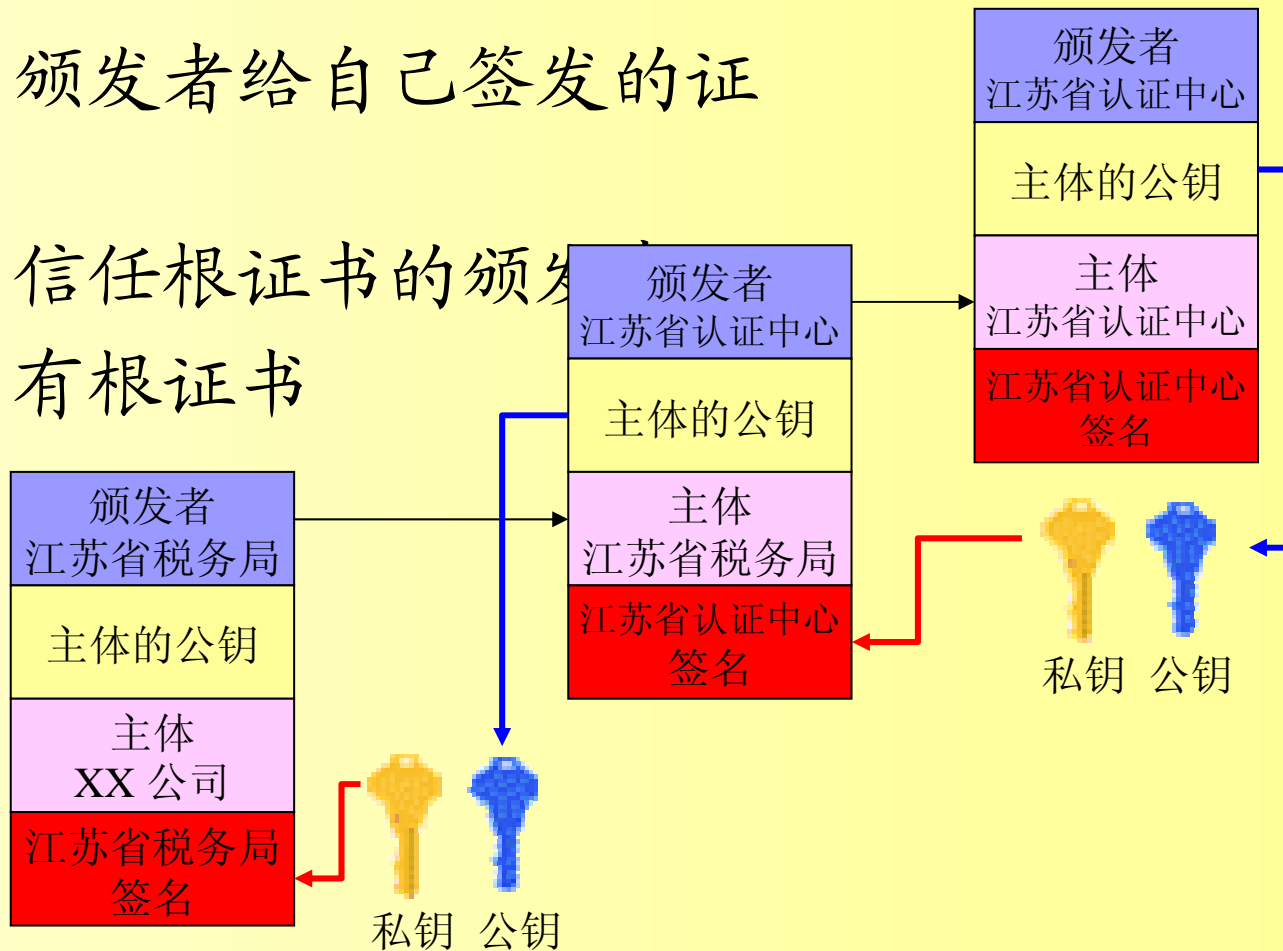 颁发者给自己签发的证
信任根证书的颁发
有根证书
颁发者
江苏省认证中心
主体的公钥
主体
江苏省认证中心
江苏省认证中心
签名
颁发者
江苏省认证中心
主体的公钥
主体
江苏省税务局
江苏省认证中心
签名
颁发者
江苏省税务局
主体的公钥
主体
XX 公司
江苏省税务局
签名
私钥 公钥
私钥 公钥